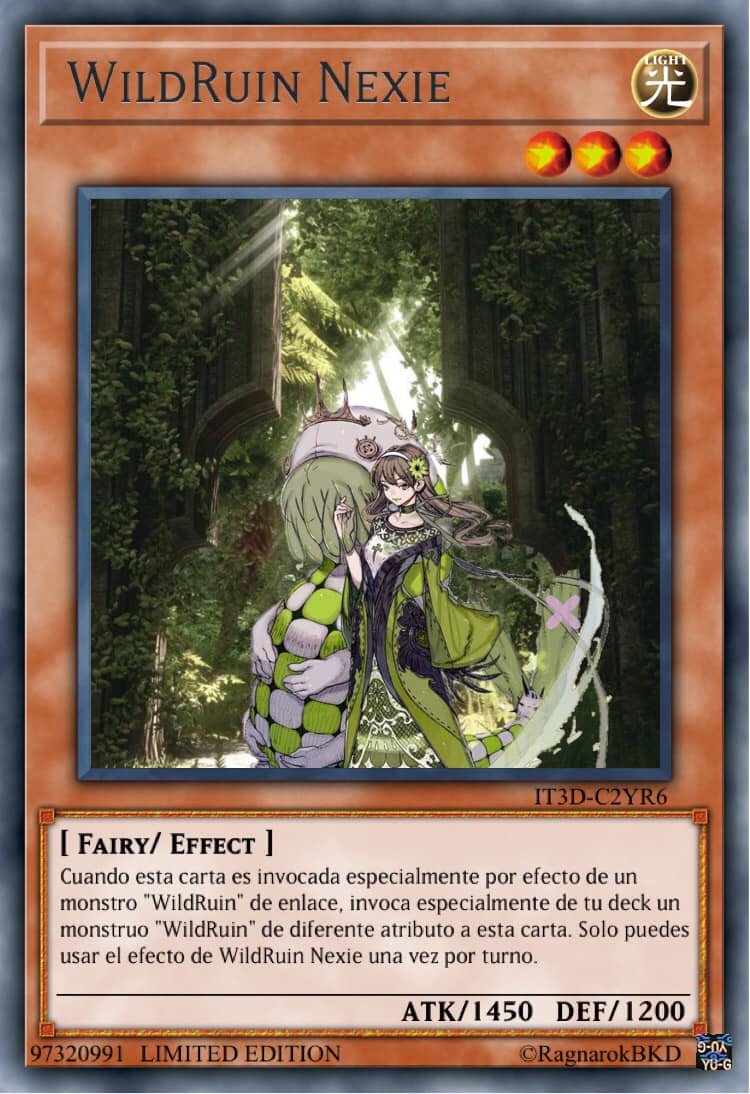 WILDRUIN NEXIE
LIGHT
光
IT3D-C2YR6
[ FAIRY/ EFFECT ]
Cuando esta carta es invocada especialmente por efecto de un
monstro "WildRuin" de enlace, invoca especialmente de tu deck un
monstruo "WildRuin" de diferente atributo a esta carta. Solo puedes
usar el efecto de WildRuin Nexie una vez por turno.
ATK/1450 DEF/1200
97320991 LIMITED EDITION
©RagnarokBKD